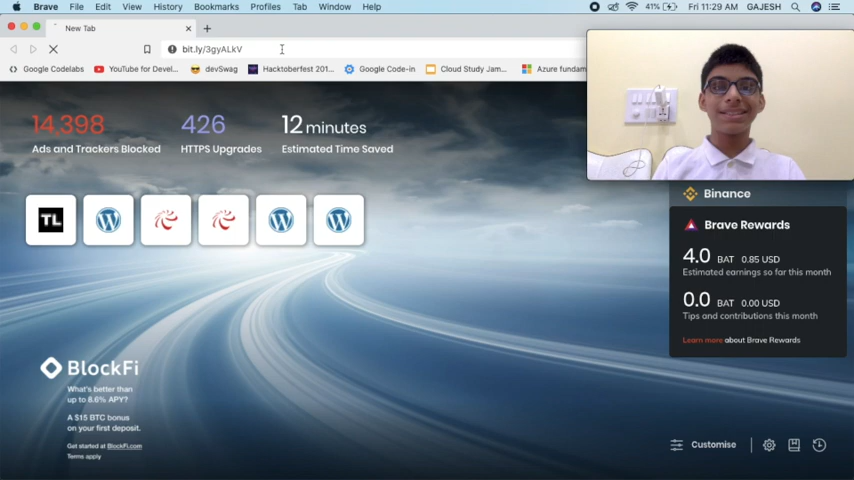 Brave File Edit View History Bookmarks Profiles Tab Window Help 41% Fri 11:29 AM GAJESH
New Tab
bit.ly/3gyALkV
Google Codelabs YouTube for Devel... devSwag Hacktoberfest 201... Google Code-in Cloud Study Jam... Azure fundam
14,398 426 12 minutes
Ads and Trackers Blocked HTTPS Upgrades Estimated Time Saved
TL
Binance
Brave Rewards
4.0 BAT 0.85 USD
Estimated earnings so far this month
0.0 BAT 0.00 USD
Tips and contributions this month
Learn more about Brave Rewards
BlockFi
What's better than
up to 8.6% APY?
A $15 BTC bonus
on your first deposit.
Get started at BlockFi.com
Terms apply
Customise